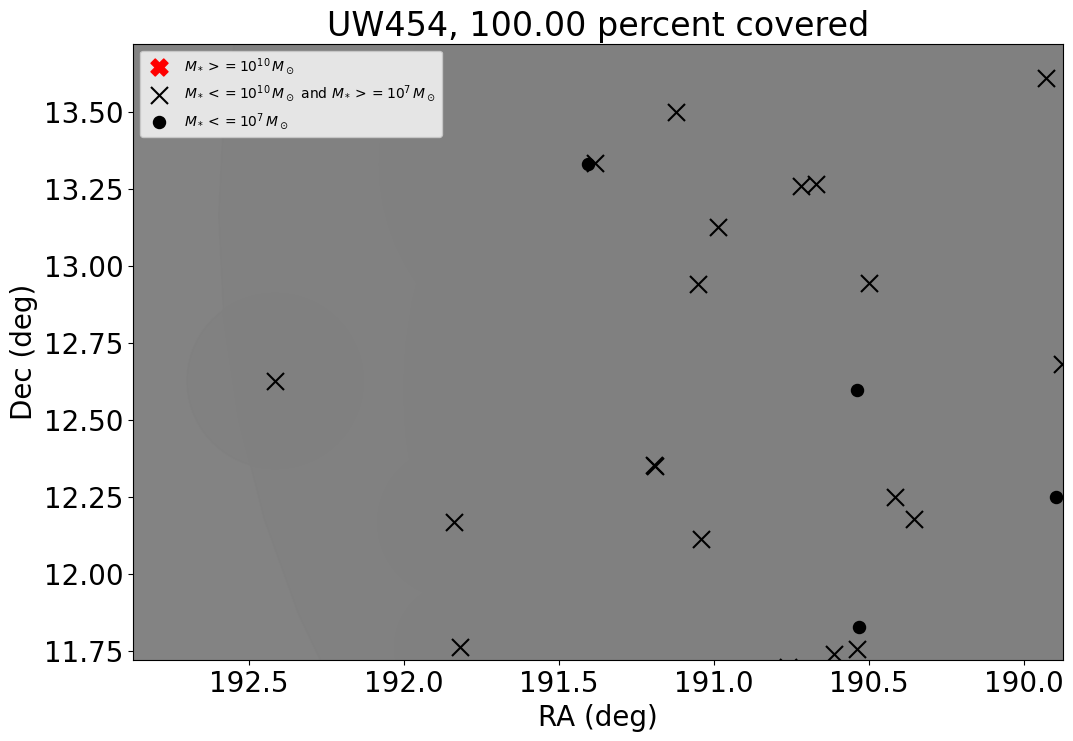 UW454, 100.00 percent covered
M* >= 10^10 M⊙
M* <= 10^10 M⊙ and M* >= 10^7 M⊙
M* <= 10^7 M⊙
13.50
13.25
13.00
12.75
12.50
12.25
12.00
11.75
Dec (deg)
192.5 192.0 191.5 191.0 190.5 190.0
RA (deg)